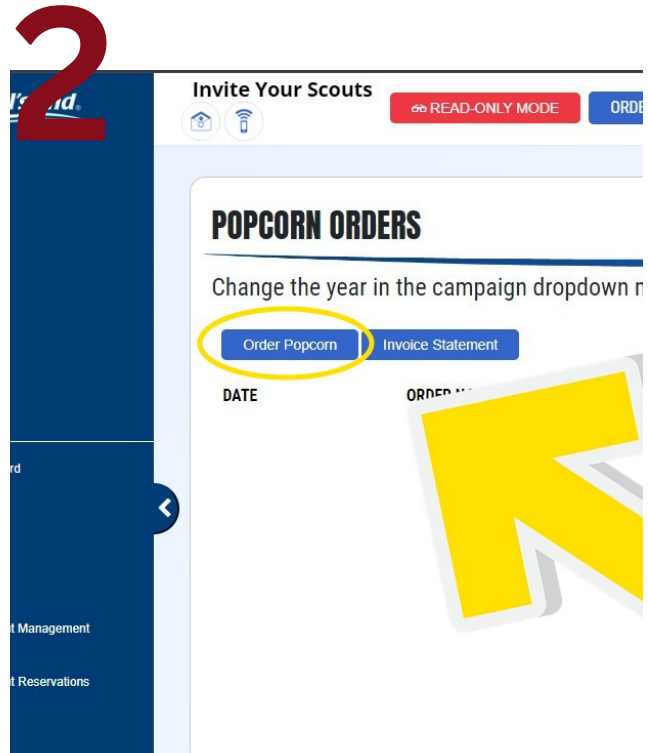 2
Invite Your Scouts
READ-ONLY MODE
POPCORN ORDERS
Change the year in the campaign dropdown
Order Popcorn
Invoice Statement
DATE
Management
Reservations